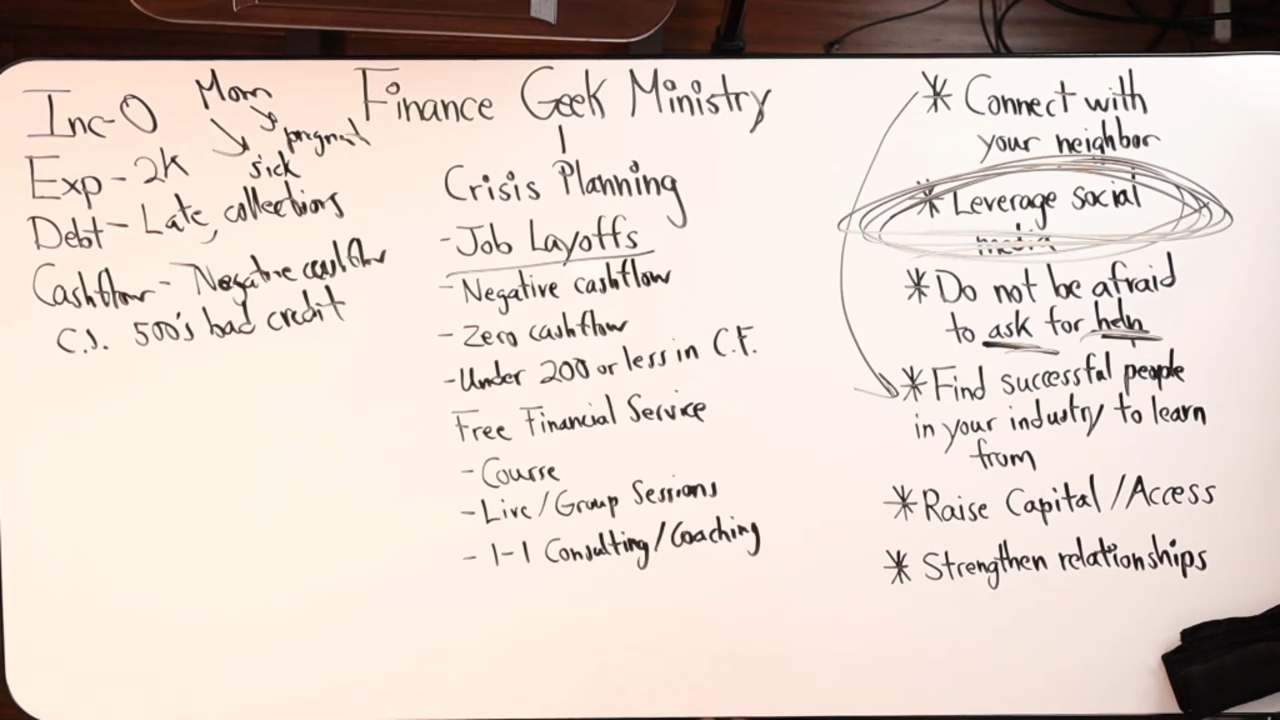 Finance Geek Ministry
Inc-0
Mom
pregnat
sick
Exp-2K
Debt-Late, collections
Cashflow-Negative cashflow
C.S. 500's bad credit
Crisis Planning
-Job Layoffs
-Negative cashflow
-Zero cashflow
-Under 200 or less in C.F.
Free Financial Service
-Course
-Live/Group Sessions
-1-1 Consulting/Coaching
* Connect with
your neighbor
* Leverage social
media
* Do not be afraid
to ask for help
* Find successful people
in your industry to learn
from
* Raise Capital/Access
* Strengthen relationships